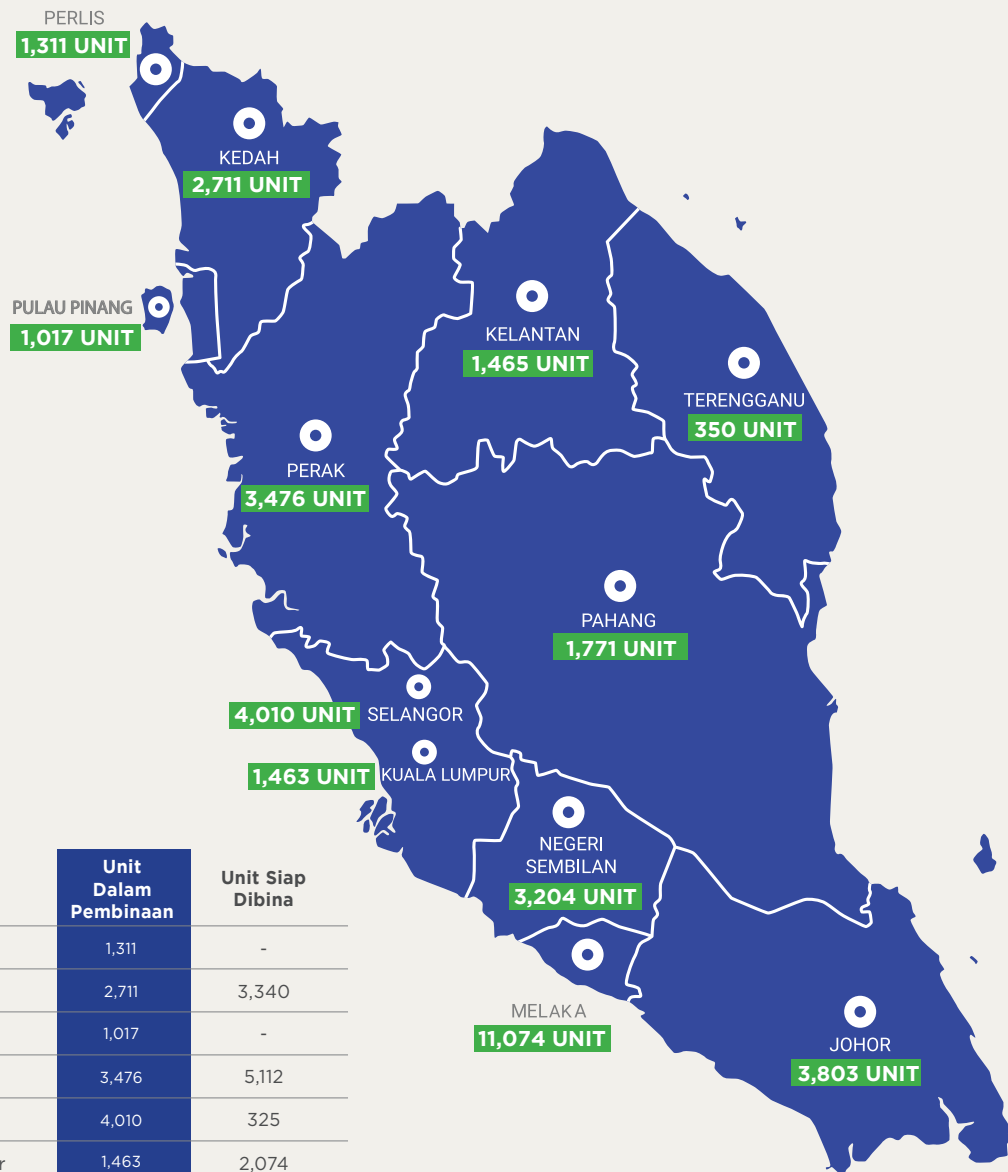 PERLIS
1,311 UNIT
KEDAH
2,711 UNIT
PULAU PINANG
1,017 UNIT
KELANTAN
1,465 UNIT
TERENGGANU
350 UNIT
PERAK
3,476 UNIT
PAHANG
1,771 UNIT
4,010 UNIT SELANGOR
1,463 UNIT KUALA LUMPUR
NEGERI
SEMBILAN
3,204 UNIT
MELAKA
11,074 UNIT
JOHOR
3,803 UNIT
Unit
Dalam
Pembinaan
Unit Siap
Dibina
1,311 -
2,711 3,340
1,017 -
3,476 5,112
4,010 325
r 1,463 2,074